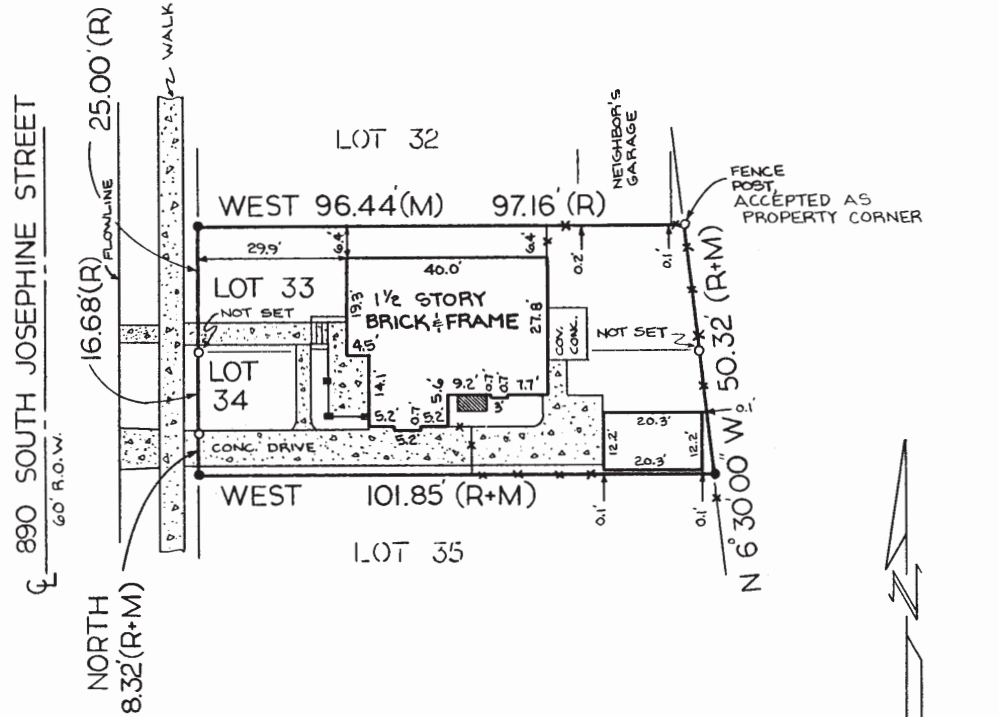 25.00' (R)
WALK
FLOWLINE
890 SOUTH JOSEPHINE STREET
60' R.O.W.
16.68' (R)
LOT 32
NEIGHBOR'S
GARAGE
FENCE
POST,
ACCEPTED AS
PROPERTY CORNER
WEST 96.44' (M)
97.16' (R)
29.9'
6.4'
6.4'
0.2'
0.1'
40.0'
LOT 33
19.3'
1½ STORY
BRICK & FRAME
27.8'
NOT SET
NOT SET
COV.
CONC.
4.5'
LOT
34
14.1'
5.6
9.2'
0.7'
0.7'
7.7'
3'
5.2'
0.7'
5.2'
5.2'
CONC. DRIVE
20.3'
12.2'
12.2'
20.3'
0.1'
WEST
101.85' (R+M)
0.1'
0.1'
N 6°30'00" W 50.32' (R+M)
LOT 35
NORTH
8.32' (R+M)
N